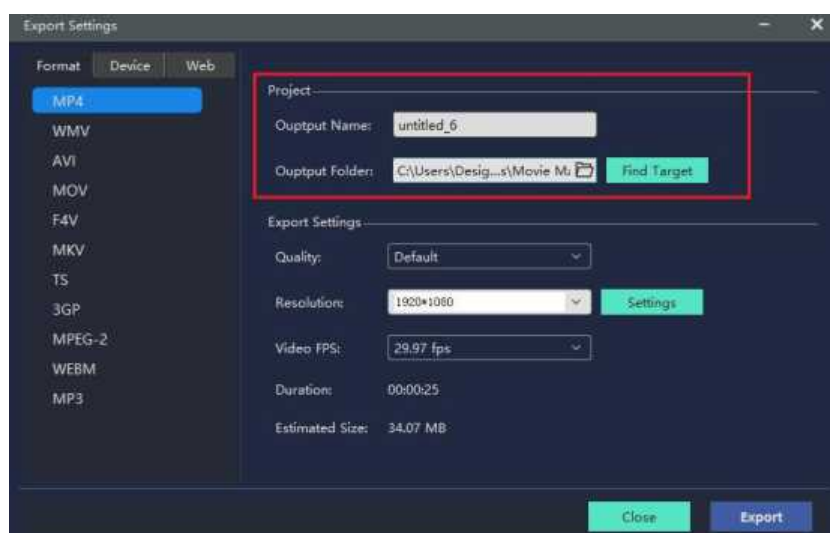 Export Settings
Format Device Web
MP4
WMV
AVI
MOV
F4V
MKV
TS
3GP
MPEG-2
WEBM
MP3
Project
Ouptput Name: untitled_6
Ouptput Folder: C:\Users\Desig...s\Movie Ma Find Target
Export Settings
Quality: Default
Resolution: 1920*1080 Settings
Video FPS: 29.97 fps
Duration: 00:00:25
Estimated Size: 34.07 MB
Close Export